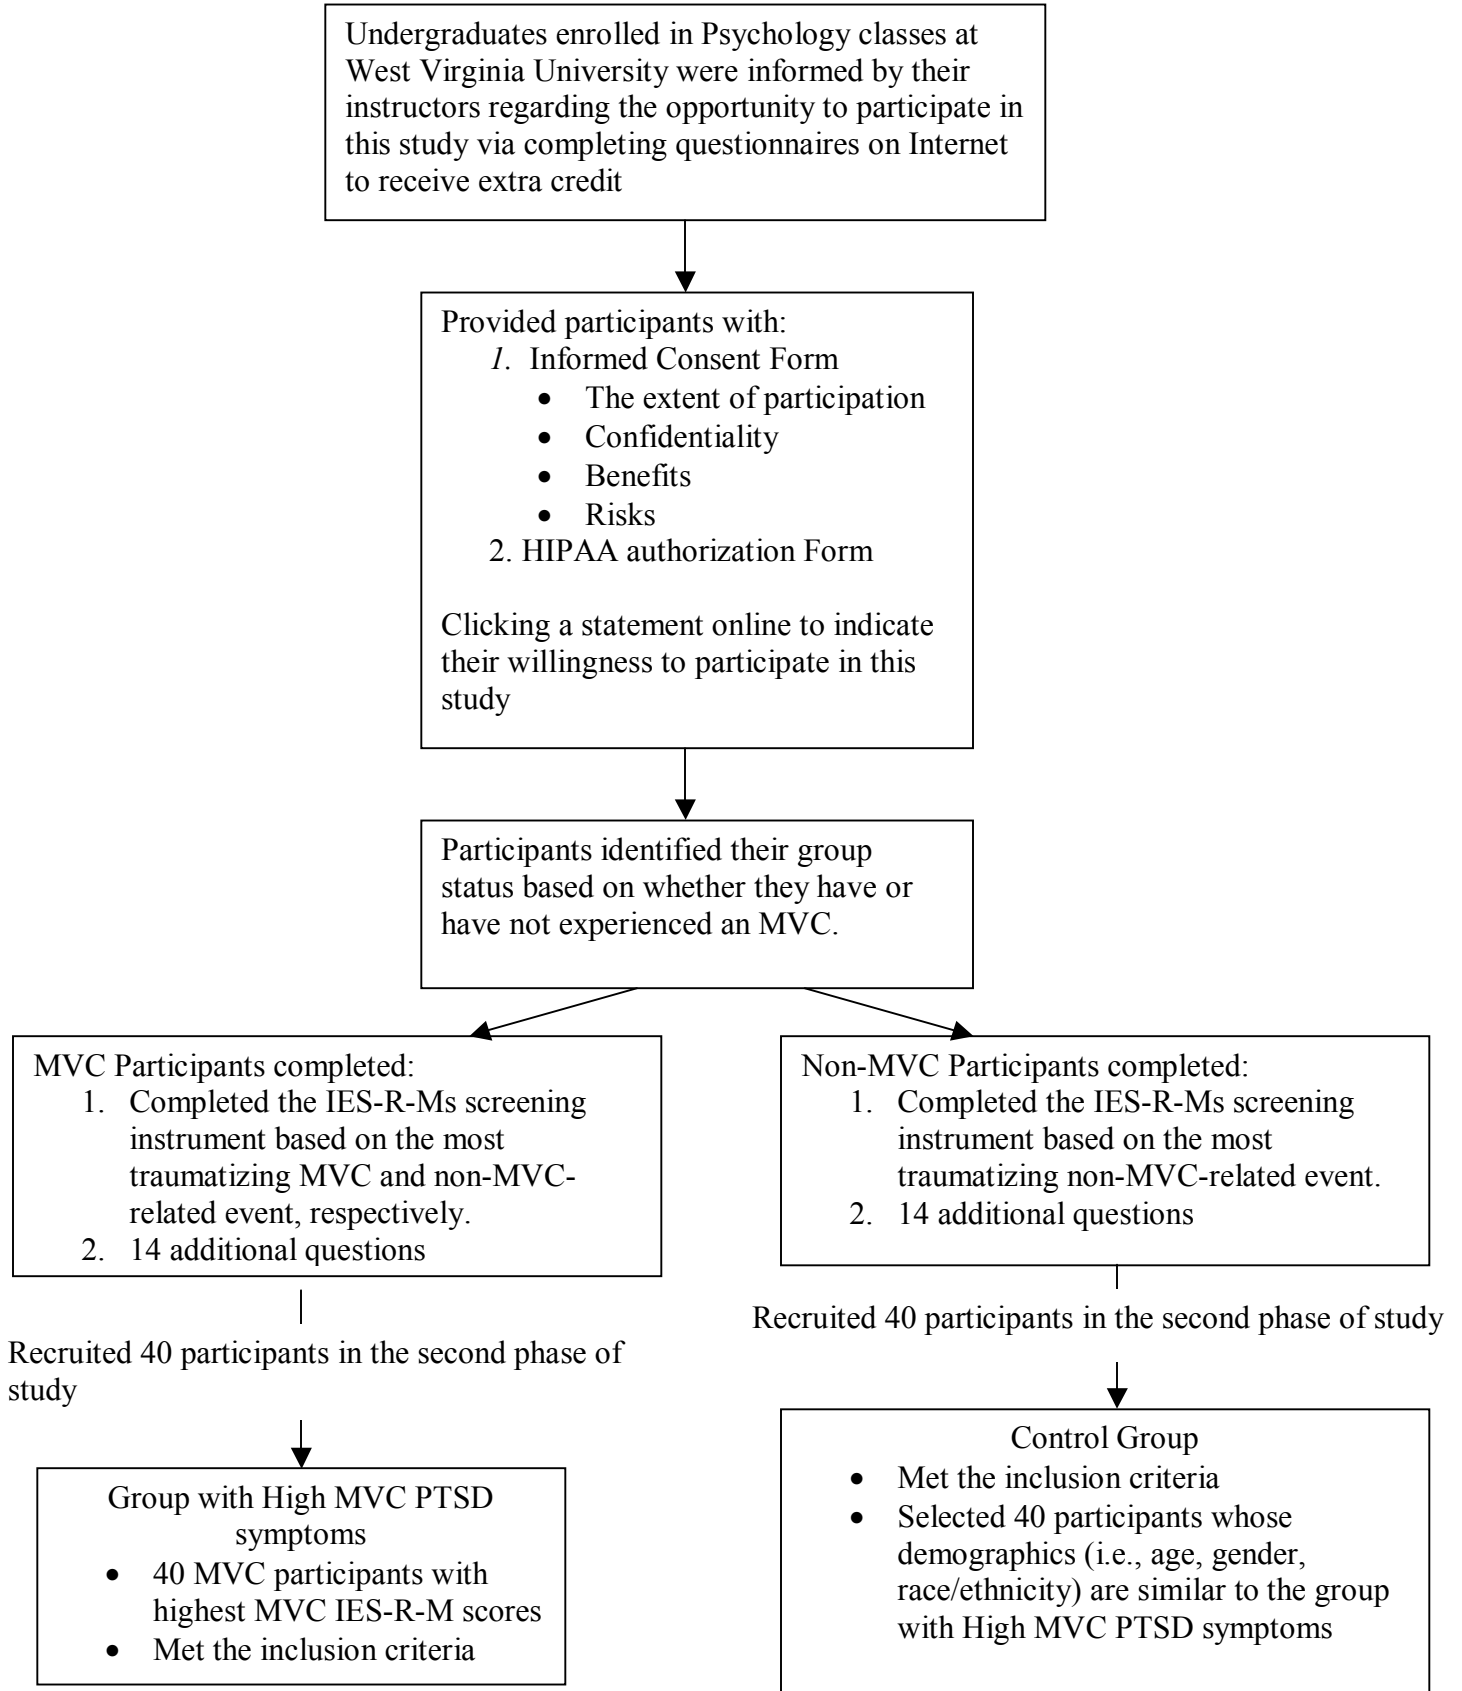 Undergraduates enrolled in Psychology classes at
West Virginia University were informed by their
instructors regarding the opportunity to participate in
this study via completing questionnaires on Internet
to receive extra credit
Provided participants with:
1. Informed Consent Form
• The extent of participation
• Confidentiality
• Benefits
• Risks
2. HIPAA authorization Form
Clicking a statement online to indicate
their willingness to participate in this
study
Participants identified their group
status based on whether they have or
have not experienced an MVC.
MVC Participants completed:
1. Completed the IES-R-Ms screening
instrument based on the most
traumatizing MVC and non-MVC-
related event, respectively.
2. 14 additional questions
Non-MVC Participants completed:
1. Completed the IES-R-Ms screening
instrument based on the most
traumatizing non-MVC-related event.
2. 14 additional questions
Recruited 40 participants in the second phase of
study
Recruited 40 participants in the second phase of study
Group with High MVC PTSD
symptoms
• 40 MVC participants with
highest MVC IES-R-M scores
• Met the inclusion criteria
Control Group
• Met the inclusion criteria
• Selected 40 participants whose
demographics (i.e., age, gender,
race/ethnicity) are similar to the group
with High MVC PTSD symptoms